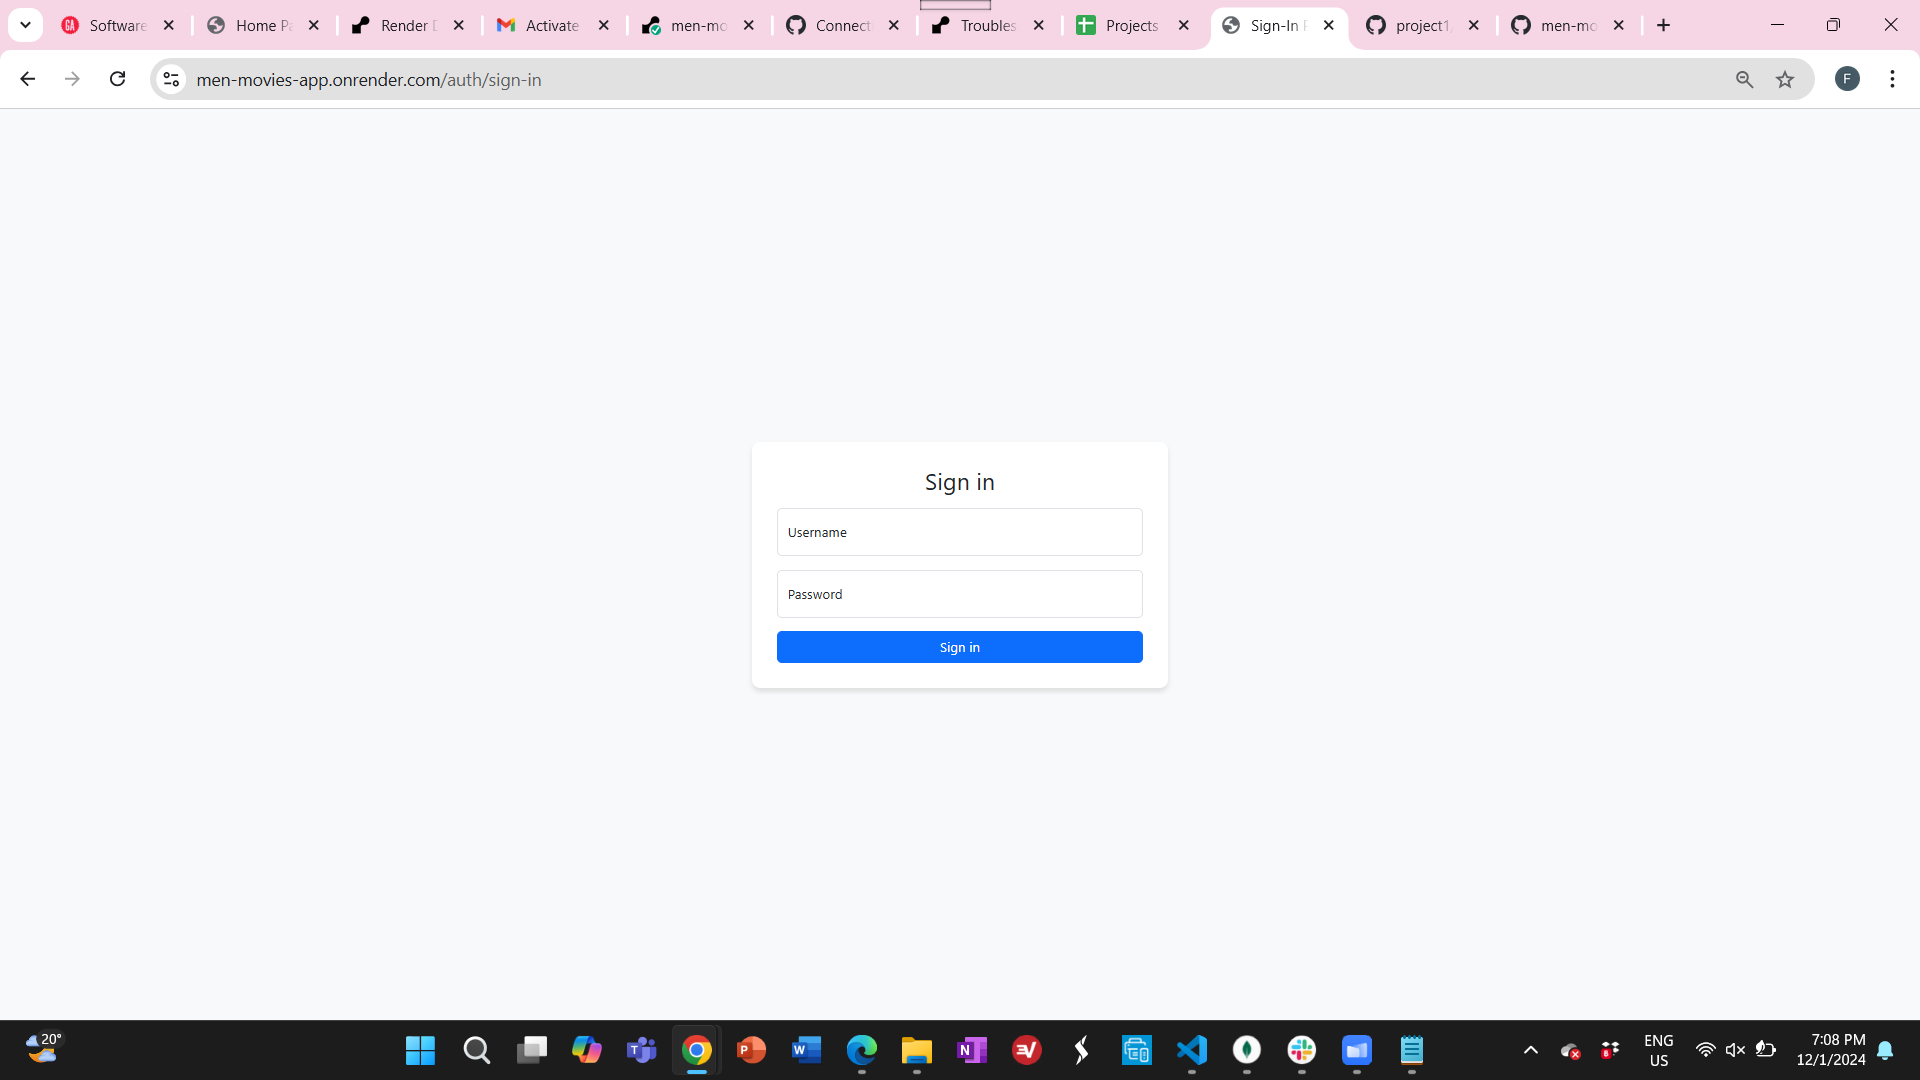 Software
Home Pa
Render D
Activate
men-mo
Connect
Troubles
Projects
Sign-In P
project1
men-mo
men-movies-app.onrender.com/auth/sign-in
F
Sign in
Username
Password
Sign in
20°
ENG
US
7:08 PM
12/1/2024